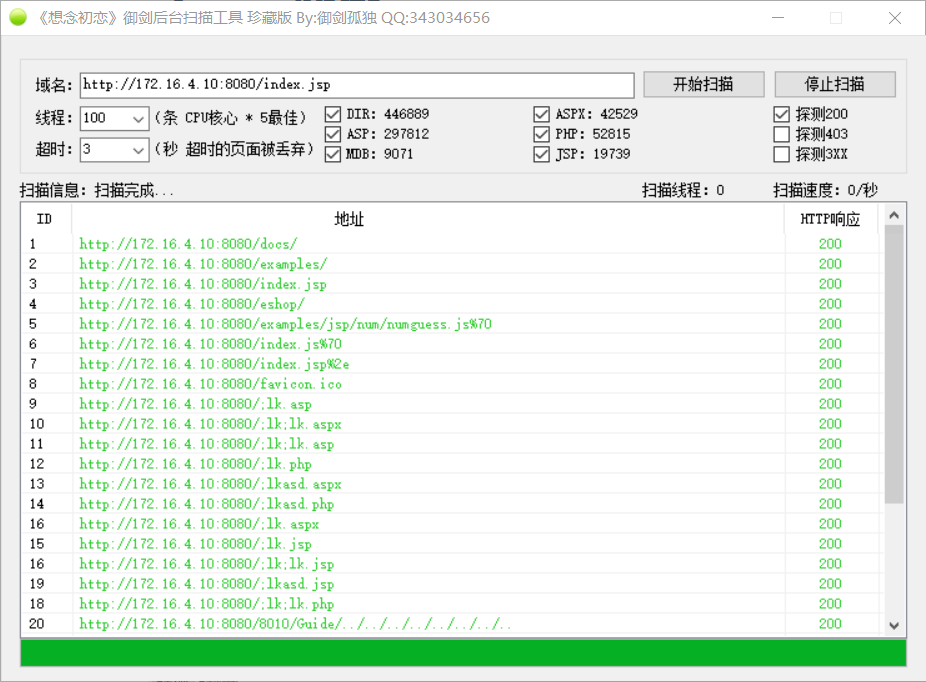 《想念初恋》御剑后台扫描工具 珍藏版 By:御剑孤独 QQ:343034656
域名: http://172.16.4.10:8080/index.jsp 开始扫描 停止扫描
线程: 100 (条 CPU核心 * 5最佳) DIR: 446889 ASPX: 42529 探测200
ASP: 297812 PHP: 52815 探测403
超时: 3 (秒 超时的页面被丢弃) MDB: 9071 JSP: 19739 探测3XX
扫描信息: 扫描完成... 扫描线程: 0 扫描速度: 0/秒
ID 地址 HTTP响应
1 http://172.16.4.10:8080/docs/ 200
2 http://172.16.4.10:8080/examples/ 200
3 http://172.16.4.10:8080/index.jsp 200
4 http://172.16.4.10:8080/eshop/ 200
5 http://172.16.4.10:8080/examples/jsp/num/numguess.js%70 200
6 http://172.16.4.10:8080/index.js%70 200
7 http://172.16.4.10:8080/index.jsp%2e 200
8 http://172.16.4.10:8080/favicon.ico 200
9 http://172.16.4.10:8080/;lk.asp 200
10 http://172.16.4.10:8080/;lk;lk.aspx 200
11 http://172.16.4.10:8080/;lk;lk.asp 200
12 http://172.16.4.10:8080/;lk.php 200
13 http://172.16.4.10:8080/;lkasd.aspx 200
14 http://172.16.4.10:8080/;lkasd.php 200
16 http://172.16.4.10:8080/;lk.aspx 200
15 http://172.16.4.10:8080/;lk.jsp 200
16 http://172.16.4.10:8080/;lk;lk.jsp 200
19 http://172.16.4.10:8080/;lkasd.jsp 200
18 http://172.16.4.10:8080/;lk;lk.php 200
20 http://172.16.4.10:8080/8010/Guide/../../../../../../../.. 200